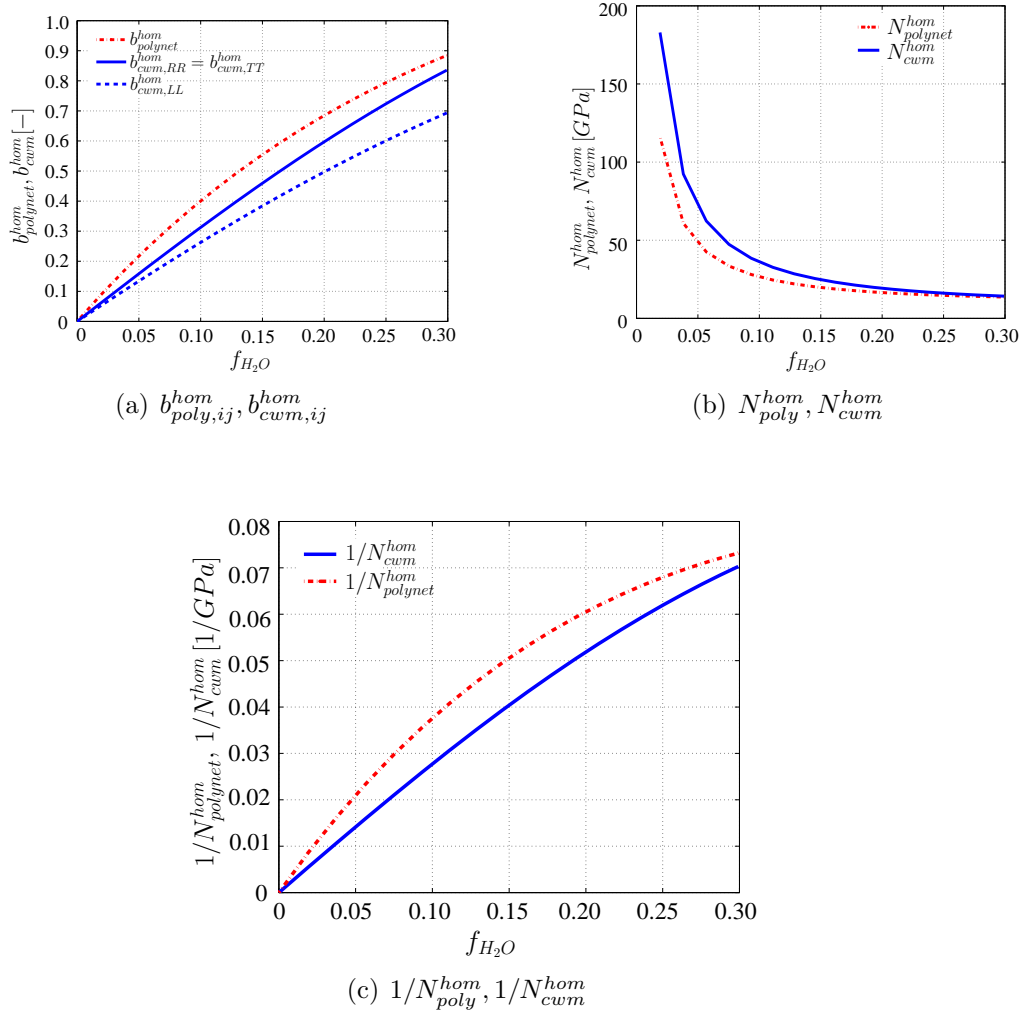 b^{hom}_{polynet}, b^{hom}_{cwm} [−]
1.0
0.9
0.8
0.7
0.6
0.5
0.4
0.3
0.2
0.1
0
b^{hom}_{polynet}
b^{hom}_{cwm,RR} = b^{hom}_{cwm,TT}
b^{hom}_{cwm,LL}
0 0.05 0.10 0.15 0.20 0.25 0.30
f_{H_2O}
(a) b^{hom}_{poly,ij}, b^{hom}_{cwm,ij}
N^{hom}_{polynet}, N^{hom}_{cwm} [GPa]
200
150
100
50
0
N^{hom}_{polynet}
N^{hom}_{cwm}
0 0.05 0.10 0.15 0.20 0.25 0.30
f_{H_2O}
(b) N^{hom}_{poly}, N^{hom}_{cwm}
1/N^{hom}_{polynet}, 1/N^{hom}_{cwm} [1/GPa]
0.08
0.07
0.06
0.05
0.04
0.03
0.02
0.01
0
1/N^{hom}_{cwm}
1/N^{hom}_{polynet}
0 0.05 0.10 0.15 0.20 0.25 0.30
f_{H_2O}
(c) 1/N^{hom}_{poly}, 1/N^{hom}_{cwm}